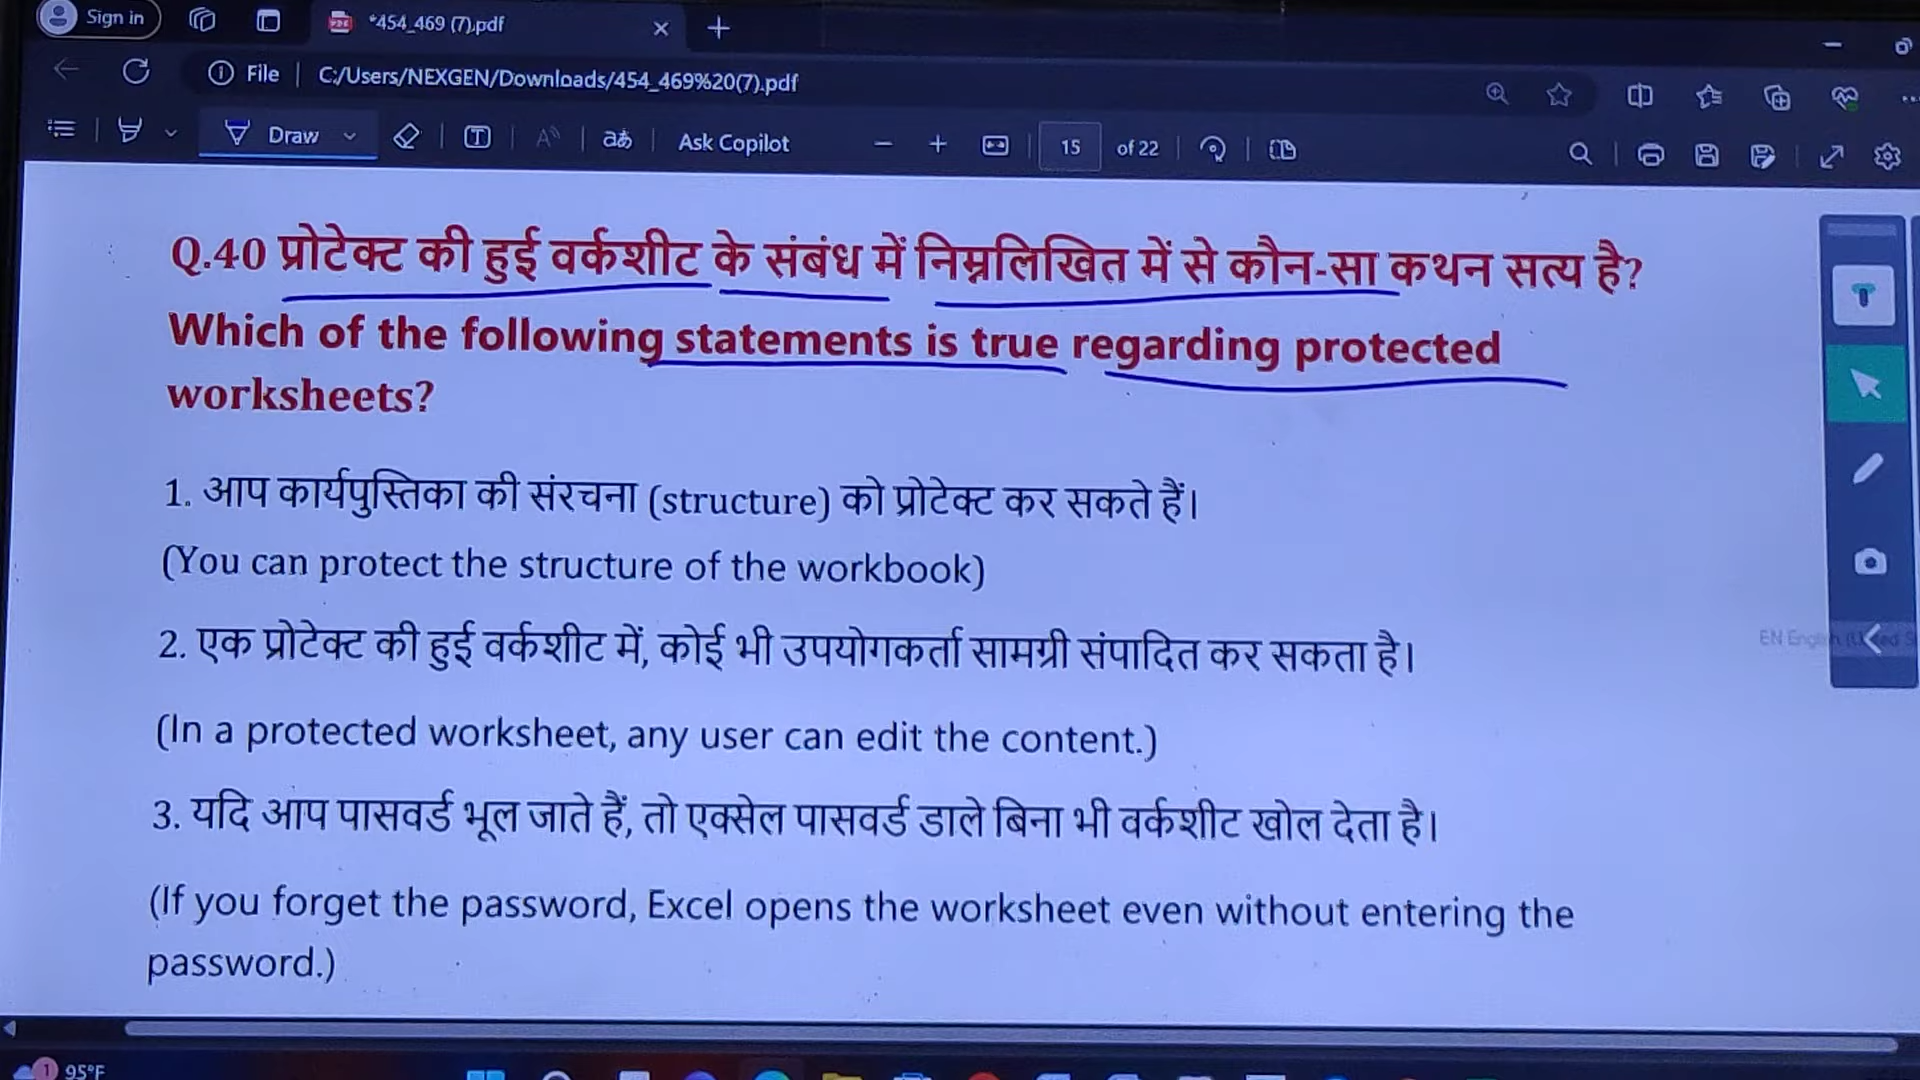 Sign in
*454_469 (7).pdf
File
C:/Users/NEXGEN/Downloads/454_469%20(7).pdf
Draw
Ask Copilot
15 of 22
Q.40 प्रोटेक्ट की हुई वर्कशीट के संबंध में निम्नलिखित में से कौन-सा कथन सत्य है?
Which of the following statements is true regarding protected
worksheets?
1. आप कार्यपुस्तिका की संरचना (structure) को प्रोटेक्ट कर सकते हैं।
(You can protect the structure of the workbook)
2. एक प्रोटेक्ट की हुई वर्कशीट में, कोई भी उपयोगकर्ता सामग्री संपादित कर सकता है।
(In a protected worksheet, any user can edit the content.)
3. यदि आप पासवर्ड भूल जाते हैं, तो एक्सेल पासवर्ड डाले बिना भी वर्कशीट खोल देता है।
(If you forget the password, Excel opens the worksheet even without entering the
password.)
1 95°F